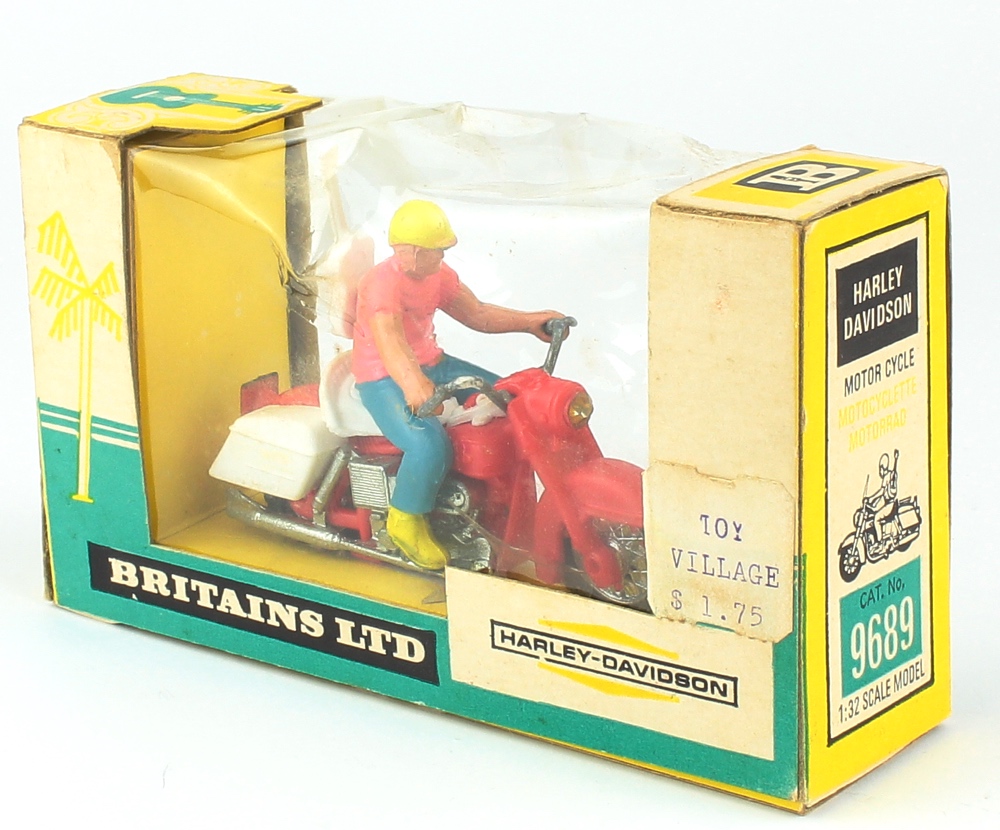 BRITAINS LTD
HARLEY-DAVIDSON
TOY
VILLAGE
$ 1.75
B
HARLEY
DAVIDSON
MOTOR CYCLE
MOTOCYCLETTE
MOTORRAD
CAT. No.
9689
1:32 SCALE MODEL